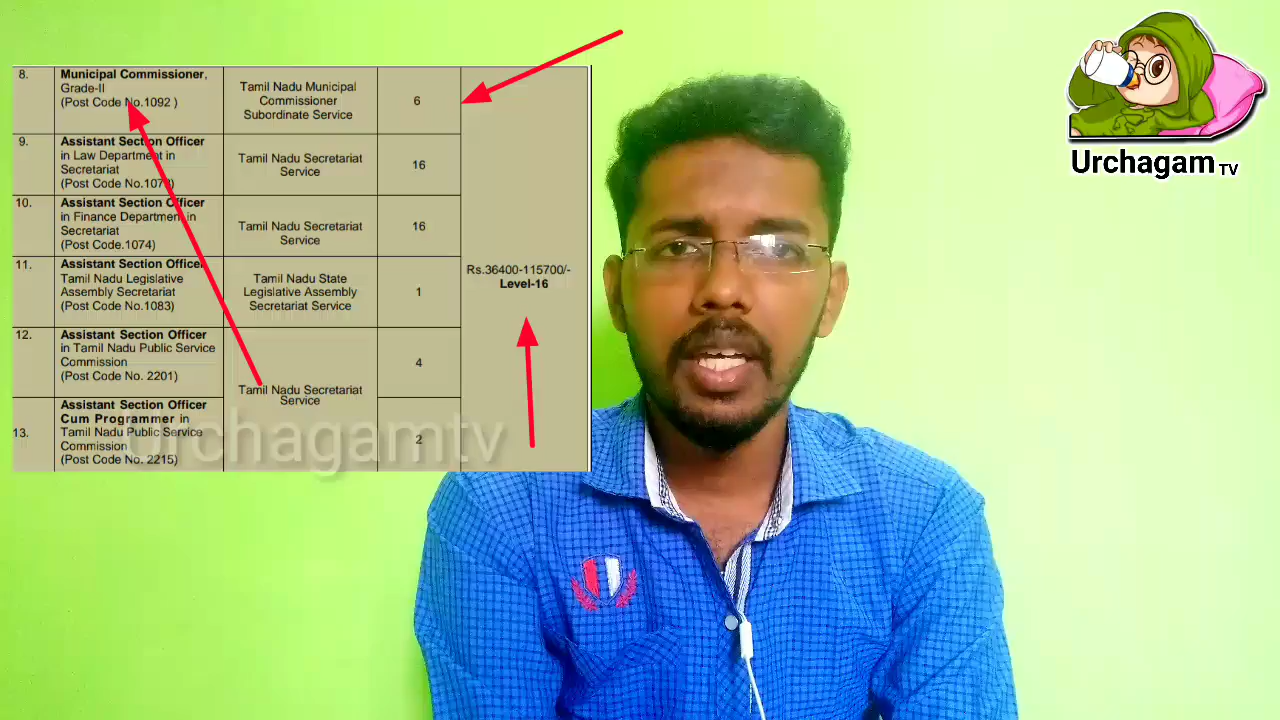 8.
Municipal Commissioner,
Grade-II
(Post Code No.1092 )
Tamil Nadu Municipal
Commissioner
Subordinate Service
6
9.
Assistant Section Officer
in Law Department in
Secretariat
(Post Code No.1073)
Tamil Nadu Secretariat
Service
16
10.
Assistant Section Officer
in Finance Department in
Secretariat
(Post Code.1074)
Tamil Nadu Secretariat
Service
16
11.
Assistant Section Officer
Tamil Nadu Legislative
Assembly Secretariat
(Post Code No.1083)
Tamil Nadu State
Legislative Assembly
Secretariat Service
1
Rs.36400-115700/-
Level-16
12.
Assistant Section Officer
in Tamil Nadu Public Service
Commission
(Post Code No. 2201)
Tamil Nadu Secretariat
Service
4
13.
Assistant Section Officer
Cum Programmer in
Tamil Nadu Public Service
Commission
(Post Code No. 2215)
2
Urchagamtv
Urchagam TV